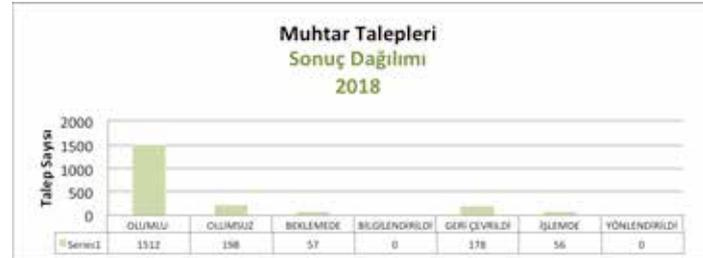 Muhtar Talepleri
Sonuç Dağılımı
2018
Talep Sayısı
2000
1500
1000
500
0
OLUMLU OLUMSUZ BEKLEMEDE BİLGİLENDİRİLDİ GERİ ÇEVRİLDİ İŞLEMDE YÖNLENDİRİLDİ
Series1 1512 198 57 0 178 56 0